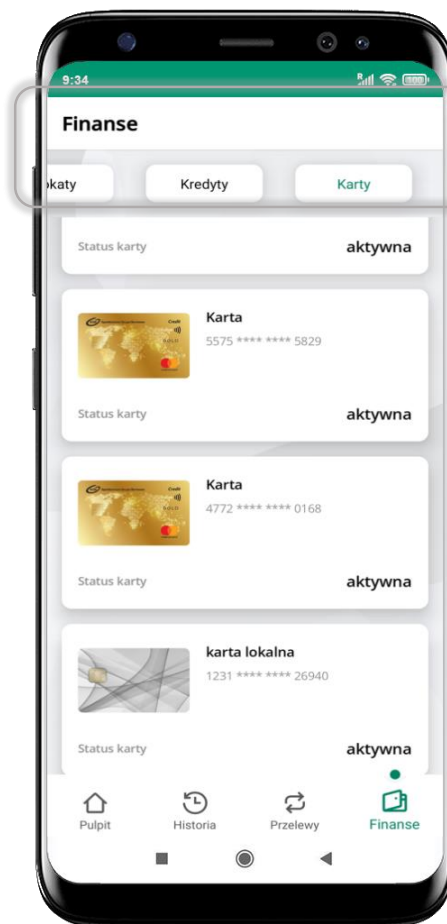 9:34
Finanse
okaty
Kredyty
Karty
Status karty
aktywna
Karta
5575 **** **** 5829
Status karty
aktywna
Karta
4772 **** **** 0168
Status karty
aktywna
karta lokalna
1231 **** **** 26940
Status karty
aktywna
Pulpit
Historia
Przelewy
Finanse